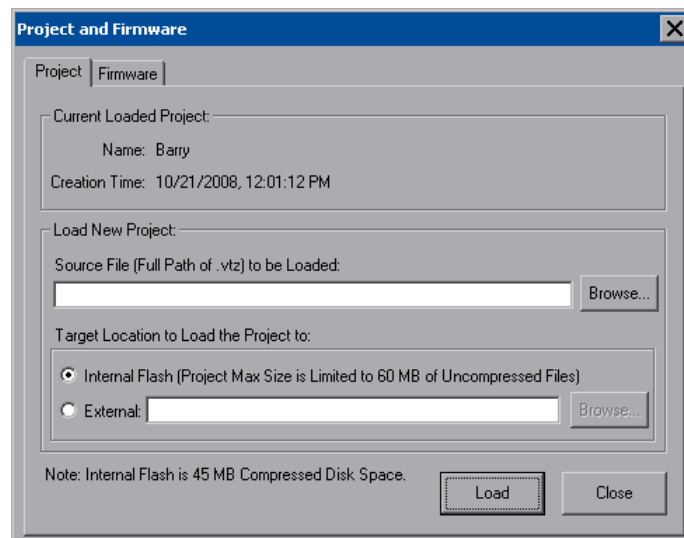 Project and Firmware
Project Firmware
Current Loaded Project:
Name: Barry
Creation Time: 10/21/2008, 12:01:12 PM
Load New Project:
Source File (Full Path of .vtz) to be Loaded:
Browse...
Target Location to Load the Project to:
Internal Flash (Project Max Size is Limited to 60 MB of Uncompressed Files)
External: Browse...
Note: Internal Flash is 45 MB Compressed Disk Space.
Load Close